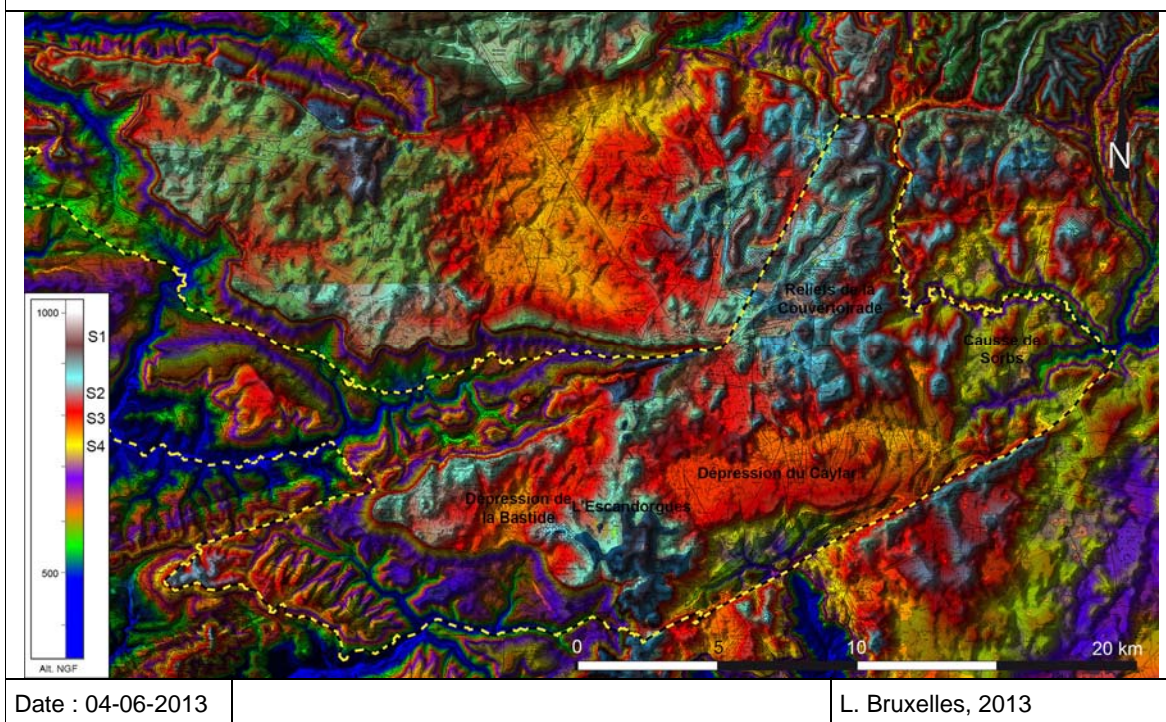 N
Reliefs de la
Couvertoirade
Causse de
Sorbs
1000
S1
S2
S3
S4
500
Alt. NGF
Dépression du Caylar
Dépression de
la Bastide
L'Escandorgues
0 5 10 20 km
Date : 04-06-2013
L. Bruxelles, 2013